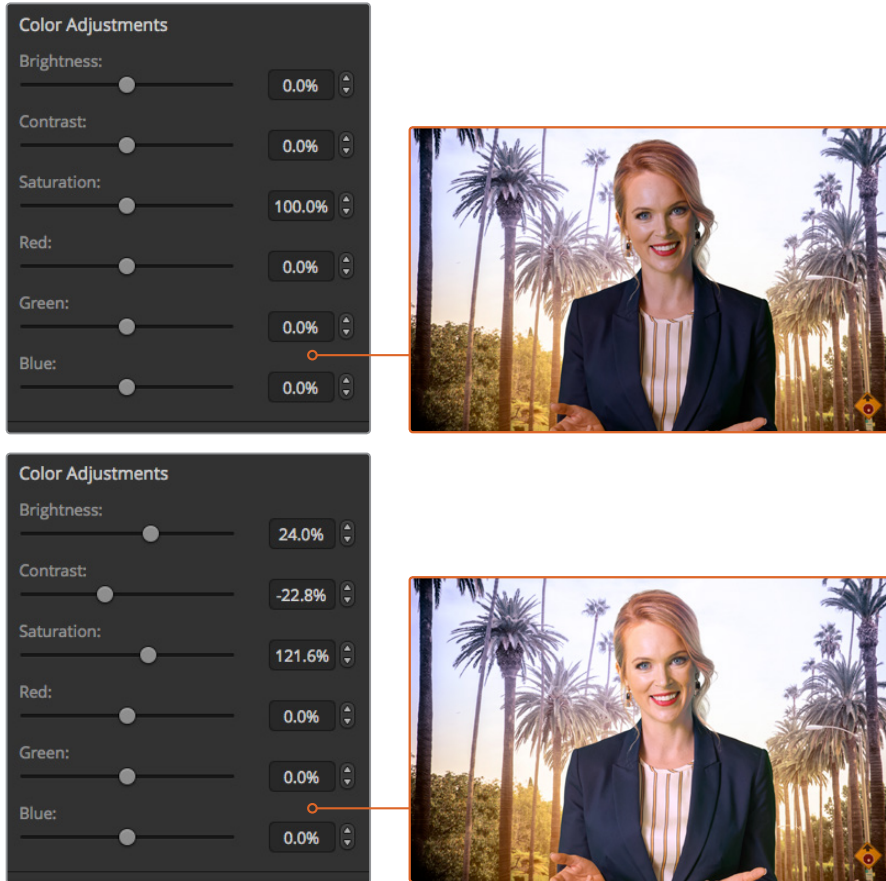 Color Adjustments
Brightness:
0.0%
Contrast:
0.0%
Saturation:
100.0%
Red:
0.0%
Green:
0.0%
Blue:
0.0%
Color Adjustments
Brightness:
24.0%
Contrast:
-22.8%
Saturation:
121.6%
Red:
0.0%
Green:
0.0%
Blue:
0.0%